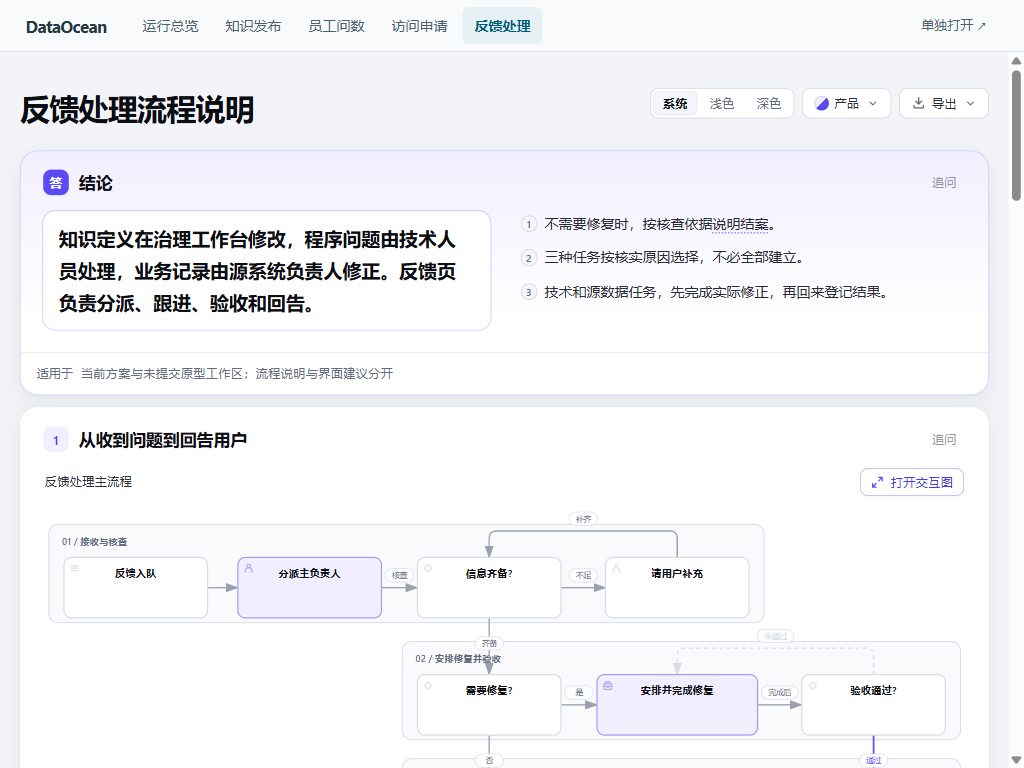 DataOcean 运行总览 知识发布 员工问数 访问申请 反馈处理 单独打开 ↗
反馈处理流程说明 系统 浅色 深色 产品 导出
答 结论 追问
知识定义在治理工作台修改，程序问题由技术人
员处理，业务记录由源系统负责人修正。反馈页
负责分派、跟进、验收和回告。
1 不需要修复时，按核查依据说明结案。
2 三种任务按核实原因选择，不必全部建立。
3 技术和源数据任务，先完成实际修正，再回来登记结果。
适用于 当前方案与未提交原型工作区；流程说明与界面建议分开
1 从收到问题到回告用户 追问
反馈处理主流程 打开交互图
补齐
01 / 接收与核查
反馈入队 分派主负责人 核查 信息齐备? 不足 请用户补充
齐备 未通过
02 / 安排修复并验收
需要修复? 是 安排并完成修复 完成后 验收通过?
否 通过